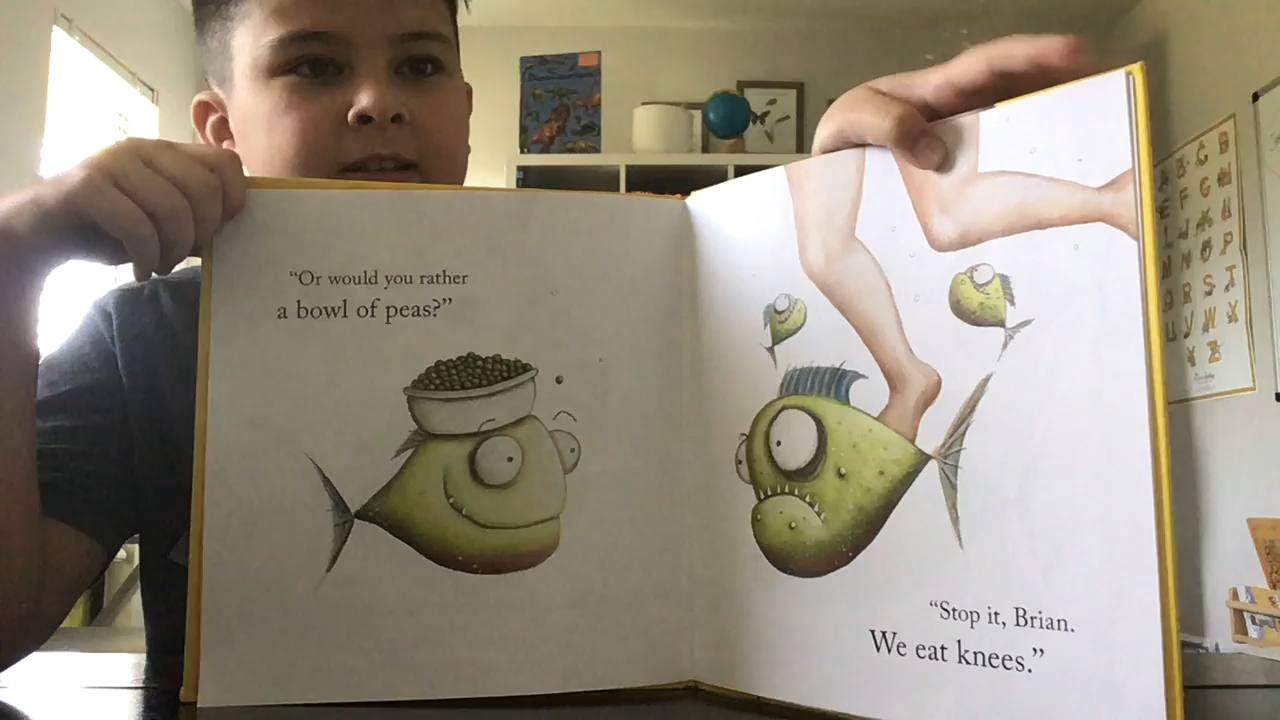 “Or would you rather
a bowl of peas?”
“Stop it, Brian.
We eat knees.”